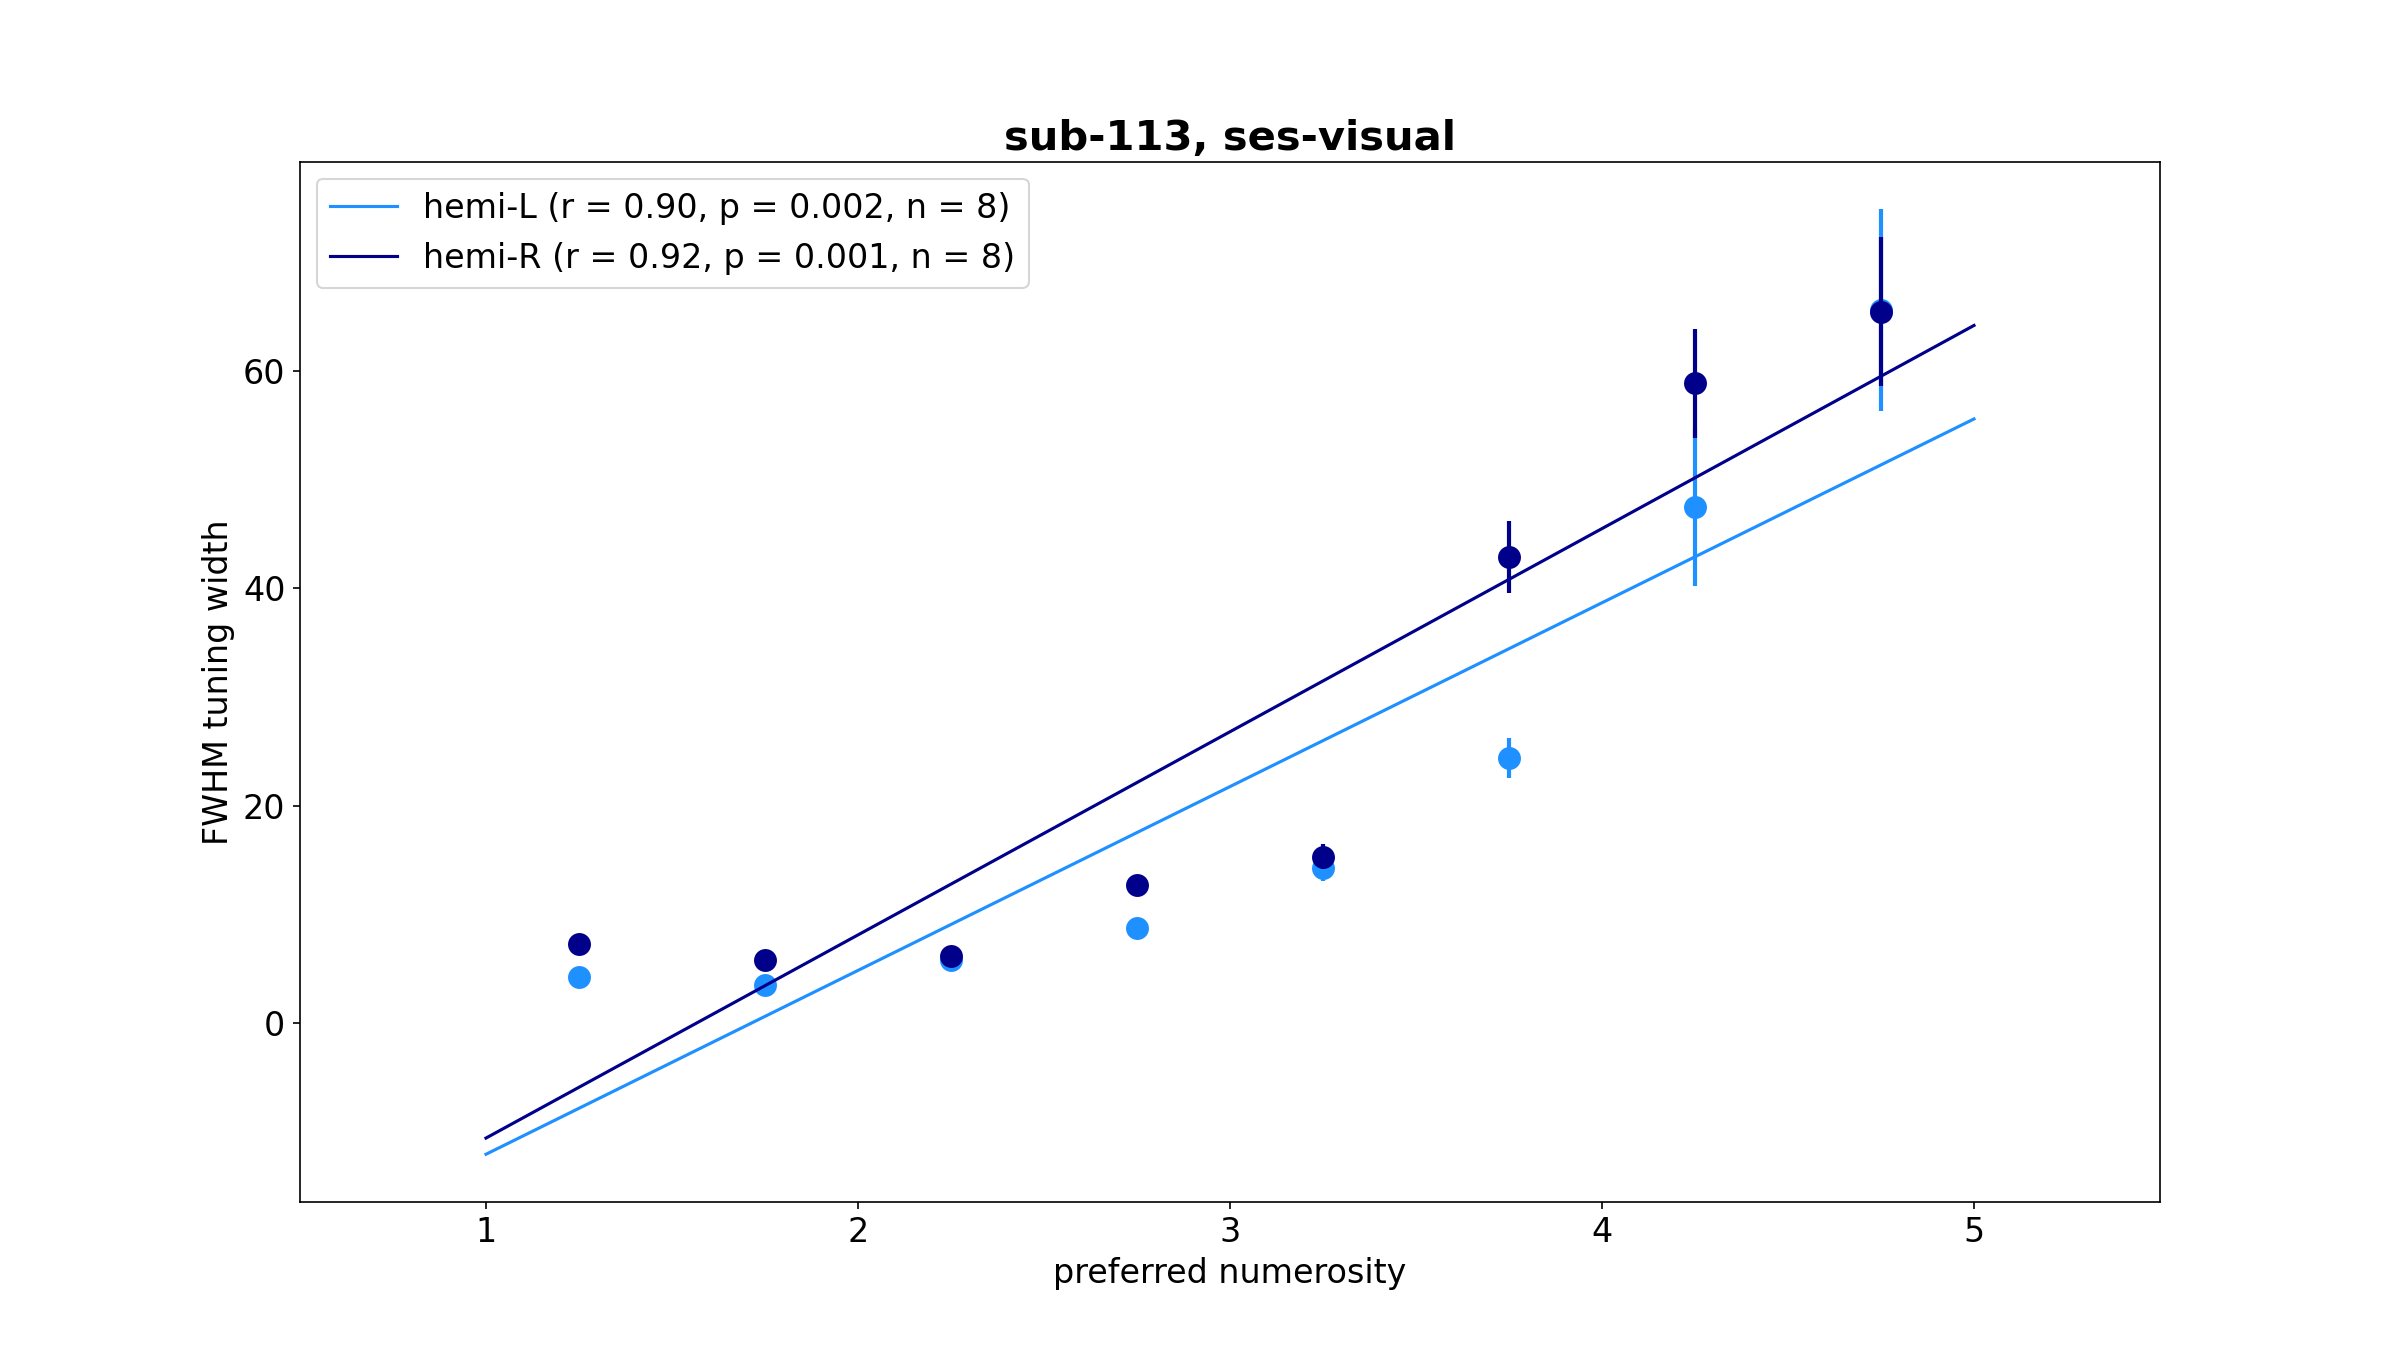 sub-113, ses-visual
hemi-L (r = 0.90, p = 0.002, n = 8)
hemi-R (r = 0.92, p = 0.001, n = 8)
FWHM tuning width
60
40
20
0
1 2 3 4 5
preferred numerosity